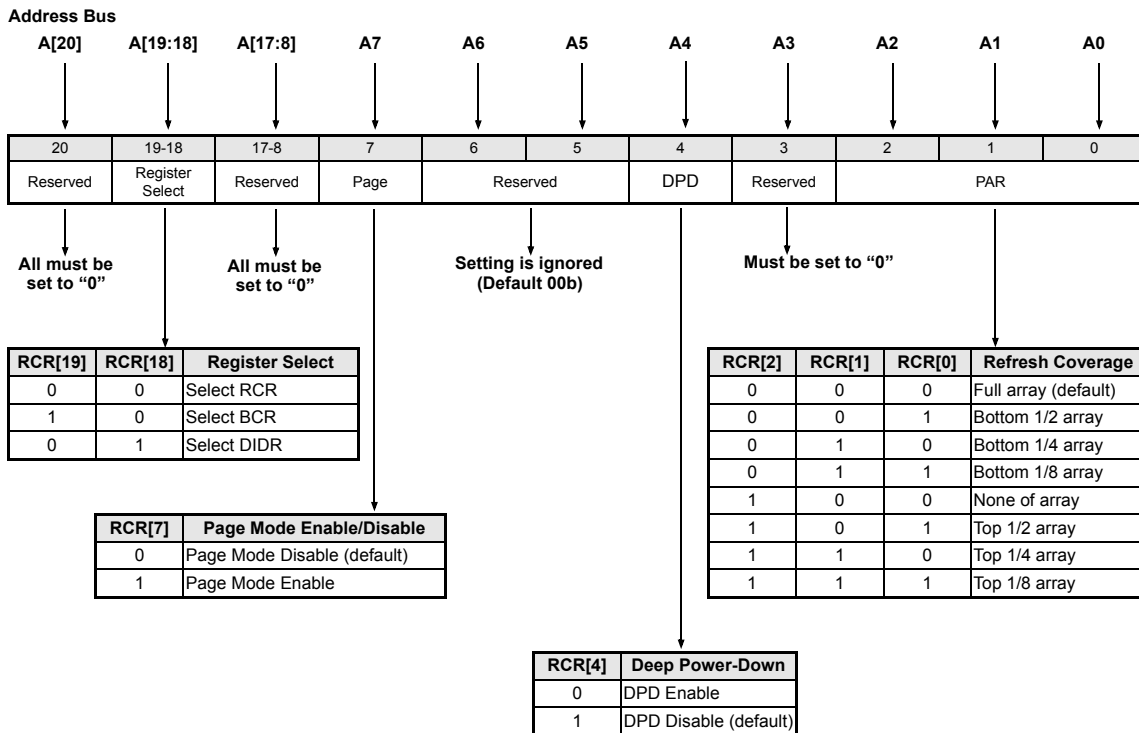 Address Bus
A[20] A[19:18] A[17:8] A7 A6 A5 A4 A3 A2 A1 A0
20 19-18 17-8 7 6 5 4 3 2 1 0
Reserved Register Select Reserved Page Reserved DPD Reserved PAR
All must be set to “0”
All must be set to “0”
Setting is ignored (Default 00b)
Must be set to “0”
RCR[19] RCR[18] Register Select
0 0 Select RCR
1 0 Select BCR
0 1 Select DIDR
RCR[2] RCR[1] RCR[0] Refresh Coverage
0 0 0 Full array (default)
0 0 1 Bottom 1/2 array
0 1 0 Bottom 1/4 array
0 1 1 Bottom 1/8 array
1 0 0 None of array
1 0 1 Top 1/2 array
1 1 0 Top 1/4 array
1 1 1 Top 1/8 array
RCR[7] Page Mode Enable/Disable
0 Page Mode Disable (default)
1 Page Mode Enable
RCR[4] Deep Power-Down
0 DPD Enable
1 DPD Disable (default)